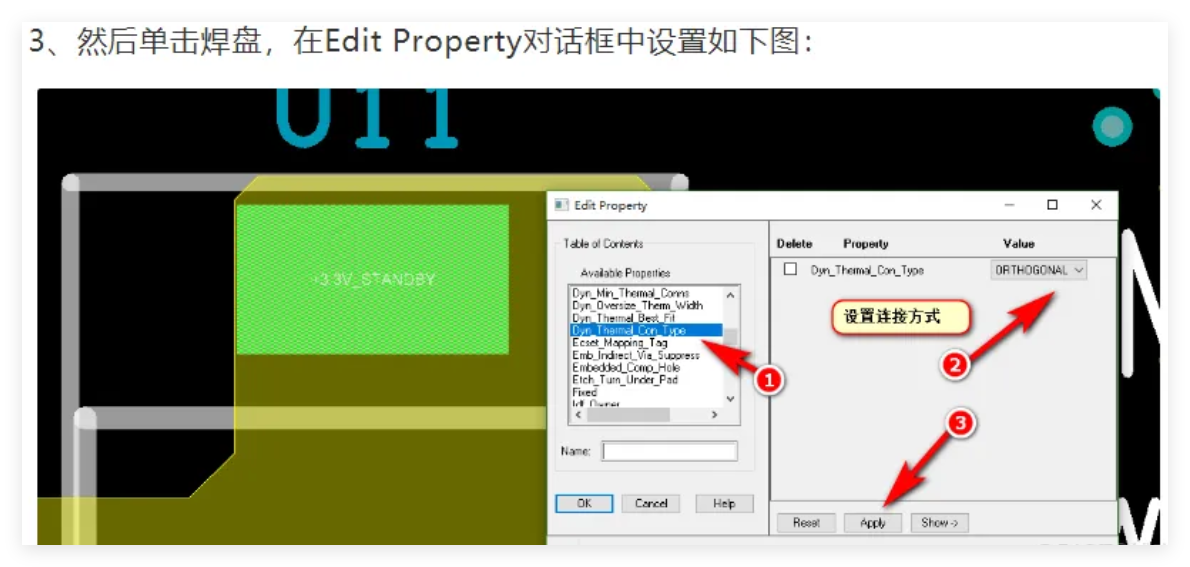 3、然后单击焊盘，在Edit Property对话框中设置如下图：
U11
+3.3V_STANDBY
Edit Property
Table of Contents
Available Properties
Dyn_Min_Thermal_Conns
Dyn_Oversize_Therm_Width
Dyn_Thermal_Best_Fit
Dyn_Thermal_Con_Type
Ecset_Mapping_Tag
Emb_Indirect_Via_Suppress
Embedded_Comp_Hole
Etch_Turn_Under_Pad
Fixed
Idf_Owner
Name:
OK Cancel Help
Delete Property Value
Dyn_Thermal_Con_Type ORTHOGONAL
设置连接方式
1
2
3
Reset Apply Show ->